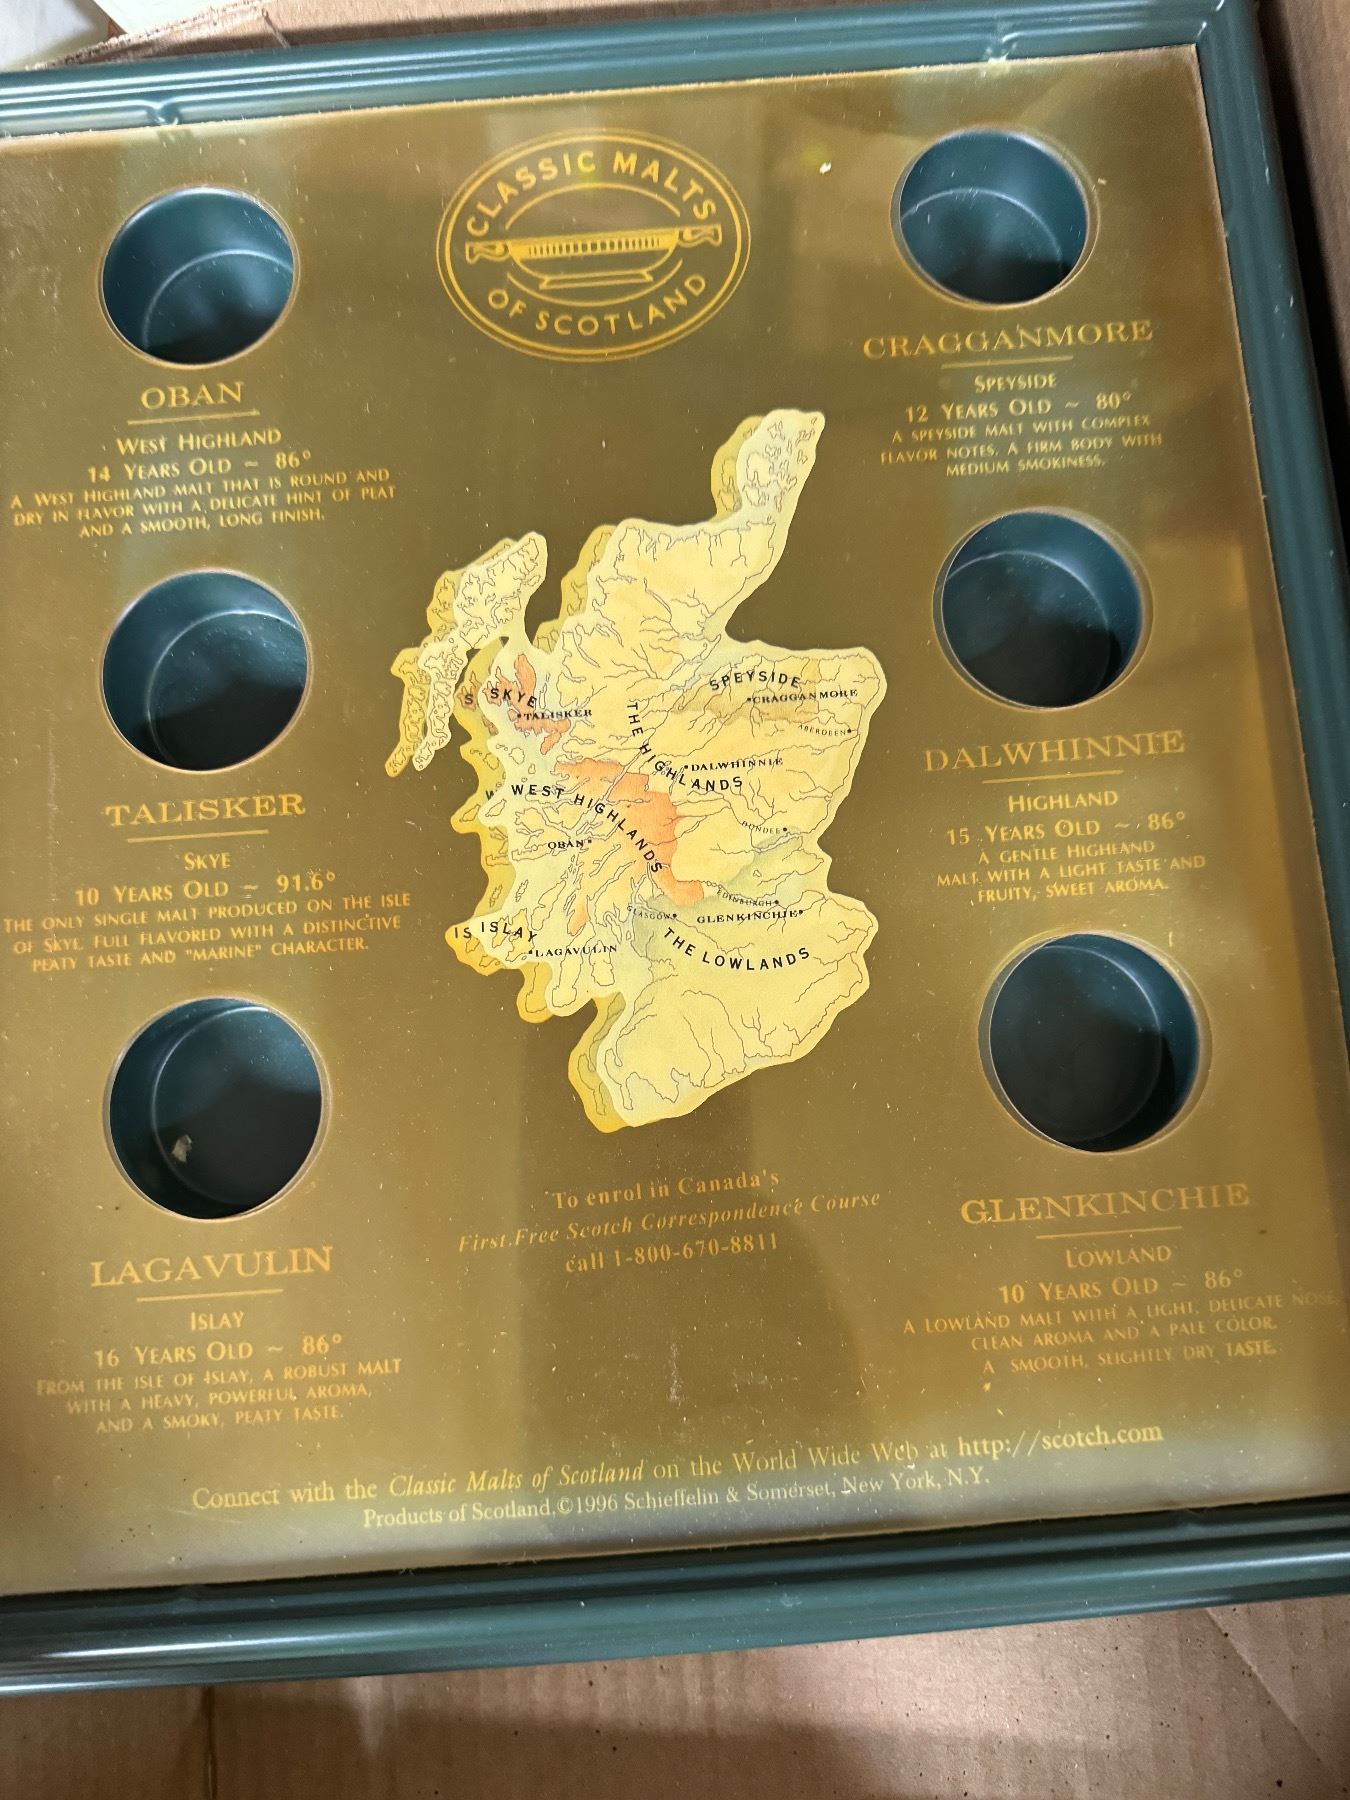 CLASSIC MALTS
OF SCOTLAND
OBAN
WEST HIGHLAND
14 YEARS OLD ~ 86°
A WEST HIGHLAND MALT THAT IS ROUND AND
DRY IN FLAVOR WITH A DELICATE HINT OF PEAT
AND A SMOOTH, LONG FINISH.
TALISKER
SKYE
10 YEARS OLD ~ 91.6°
THE ONLY SINGLE MALT PRODUCED ON THE ISLE
OF SKYE. FULL FLAVORED WITH A DISTINCTIVE
PEATY TASTE AND "MARINE" CHARACTER.
LAGAVULIN
ISLAY
16 YEARS OLD ~ 86°
FROM THE ISLE OF ISLAY, A ROBUST MALT
WITH A HEAVY, POWERFUL AROMA,
AND A SMOKY, PEATY TASTE.
SPEYSIDE
CRAGGANMORE
ABERDEEN
SKYE
TALISKER
THE HIGHLANDS
DALWHINNIE
WEST HIGHLANDS
DUNDEE
OBAN
EDINBURGH
GLASGOW
GLENKINCHIE
ISLAY
LAGAVULIN
THE LOWLANDS
CRAGGANMORE
SPEYSIDE
12 YEARS OLD ~ 80°
A SPEYSIDE MALT WITH COMPLEX
FLAVOR NOTES, A FIRM BODY WITH
MEDIUM SMOKINESS.
DALWHINNIE
HIGHLAND
15 YEARS OLD ~ 86°
A GENTLE HIGHLAND
MALT WITH A LIGHT TASTE AND
FRUITY, SWEET AROMA.
GLENKINCHIE
LOWLAND
10 YEARS OLD ~ 86°
A LOWLAND MALT WITH A LIGHT, DELICATE NOSE,
CLEAN AROMA AND A PALE COLOR.
A SMOOTH, SLIGHTLY DRY TASTE.
To enrol in Canada's
First Free Scotch Correspondence Course
call 1-800-670-8811
Connect with the Classic Malts of Scotland on the World Wide Web at http://scotch.com
Products of Scotland.©1996 Schieffelin & Somerset, New York, N.Y.